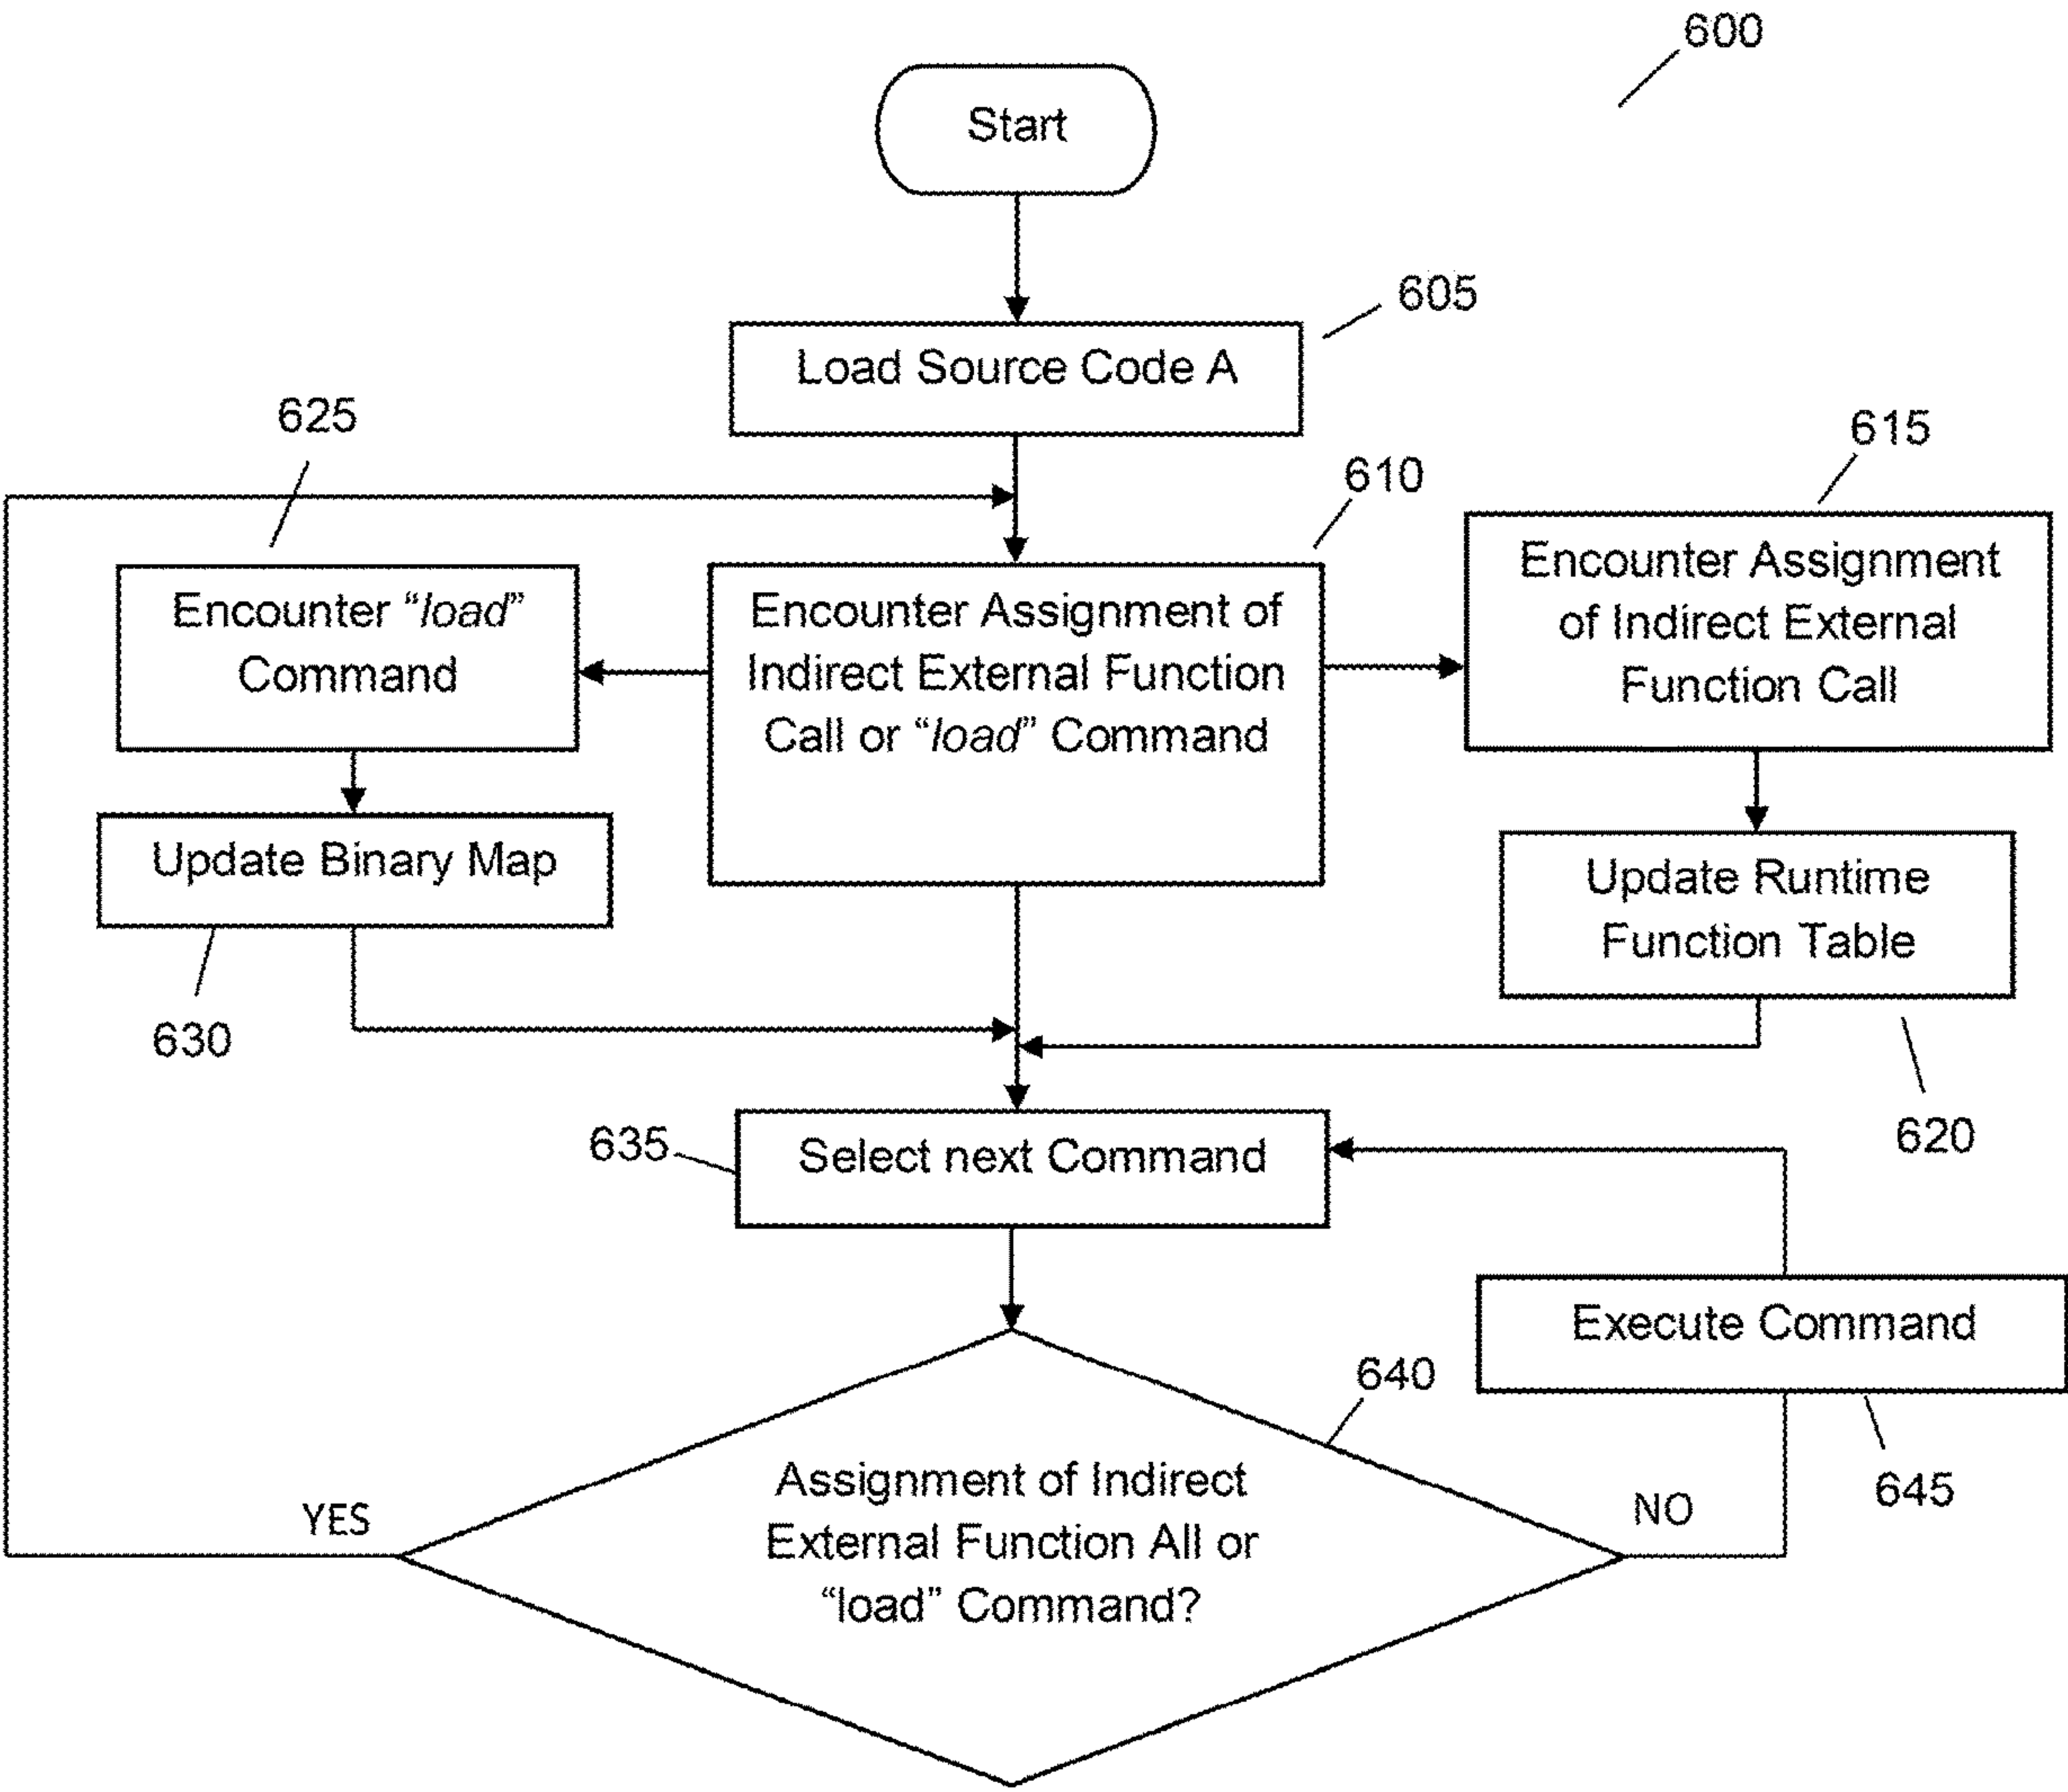 600
Start
605
Load Source Code A
625
615
610
Encounter “load”
Command
Encounter Assignment of
Indirect External Function
Call or “load” Command
Encounter Assignment
of Indirect External
Function Call
Update Binary Map
Update Runtime
Function Table
630
620
635
Select next Command
Execute Command
640
645
Assignment of Indirect
External Function All or
“load” Command?
YES
NO